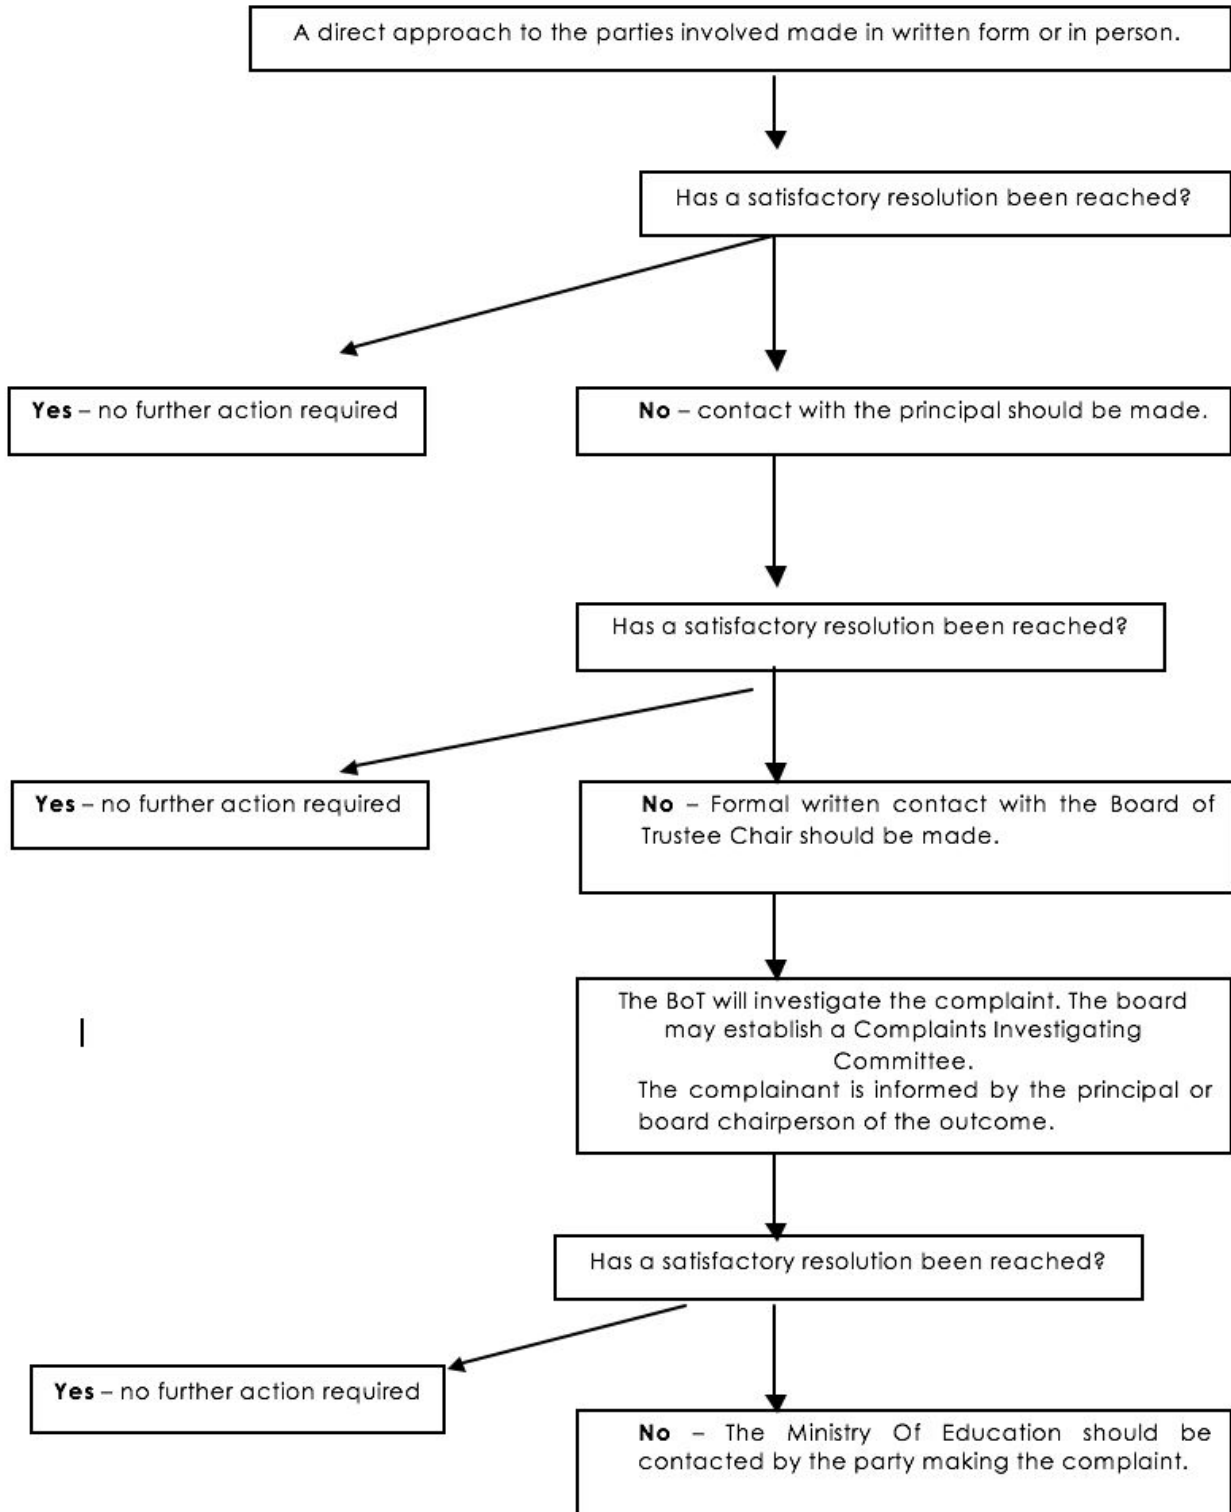 A direct approach to the parties involved made in written form or in person.
Has a satisfactory resolution been reached?
Yes – no further action required
No – contact with the principal should be made.
Has a satisfactory resolution been reached?
Yes – no further action required
No – Formal written contact with the Board of
Trustee Chair should be made.
The BoT will investigate the complaint. The board
may establish a Complaints Investigating
Committee.
The complainant is informed by the principal or
board chairperson of the outcome.
Has a satisfactory resolution been reached?
Yes – no further action required
No – The Ministry Of Education should be
contacted by the party making the complaint.